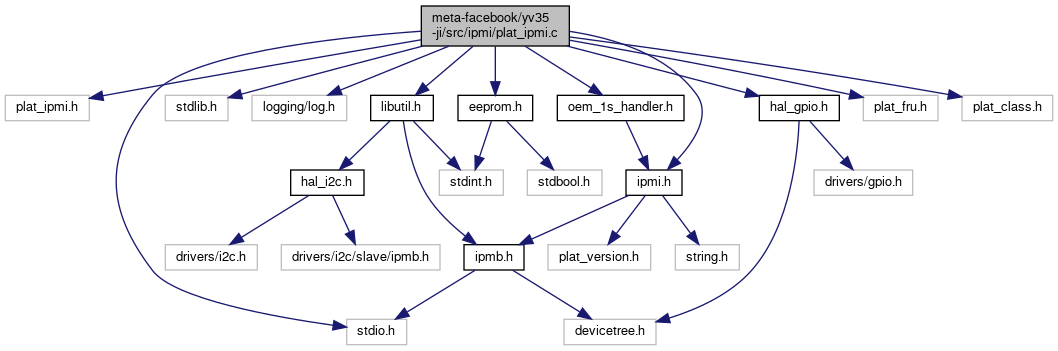 meta-facebook/yv35
-ji/src/ipmi/plat_ipmi.c
plat_ipmi.h
stdlib.h
logging/log.h
libutil.h
eeprom.h
oem_1s_handler.h
hal_gpio.h
plat_fru.h
plat_class.h
hal_i2c.h
stdint.h
stdbool.h
ipmi.h
drivers/gpio.h
drivers/i2c.h
drivers/i2c/slave/ipmb.h
ipmb.h
plat_version.h
string.h
stdio.h
devicetree.h